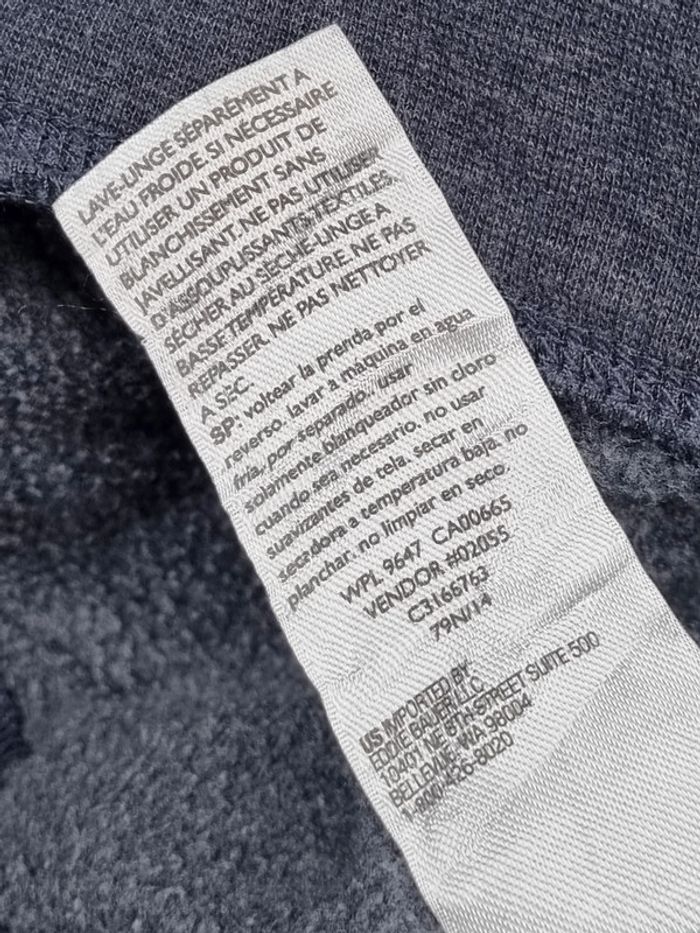 LAVE-LINGE SÉPARÉMENT A
L'EAU FROIDE SI NÉCESSAIRE
UTILISER UN PRODUIT DE
BLANCHISSEMENT SANS
JAVELLISANT. NE PAS UTILISER
D'ASSOUPLISSANTS TEXTILES.
SÉCHER AU SÈCHE-LINGE A
BASSE TEMPÉRATURE. NE PAS
REPASSER. NE PAS NETTOYER
A SEC.
SP: voltear la prenda por el
reverso. lavar a máquina en agua
fría, por separado.. usar
solamente blanqueador sin cloro
cuando sea necesario. no usar
suavizantes de tela. secar en
secadora a temperatura baja. no
planchar. no limpiar en seco.
WPL 9647 CA00665
VENDOR #02055
C3166763
79N/14
US IMPORTED BY
EDDIE BAUER LLC
10401 NE 8TH STREET SUITE 500
BELLEVUE, WA 98004
1-800-426-8020